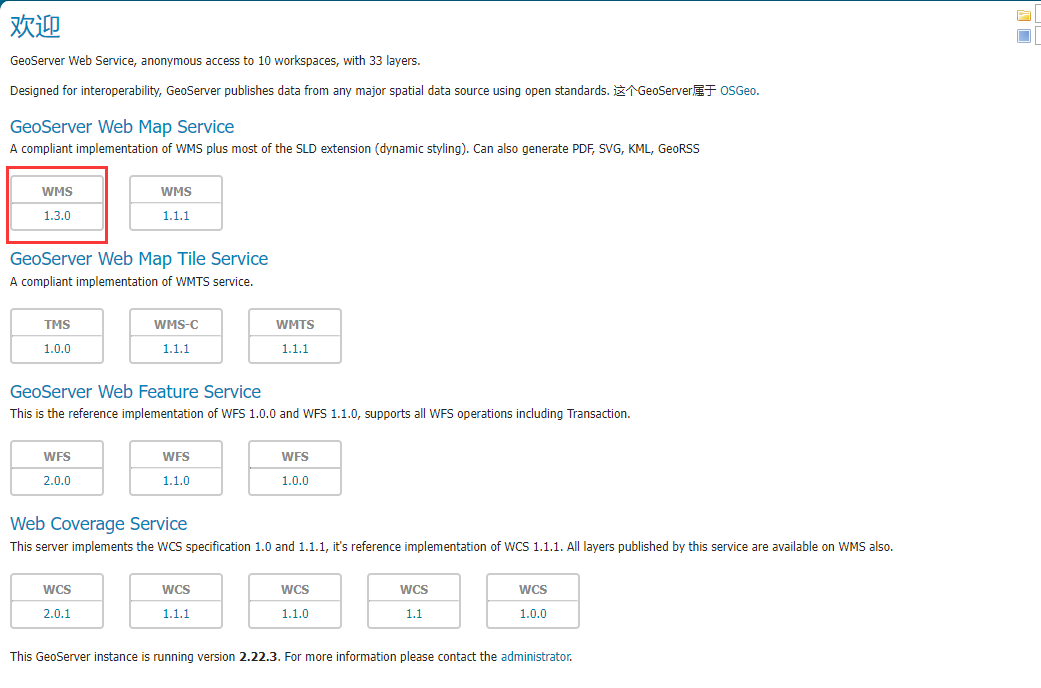 欢迎
GeoServer Web Service, anonymous access to 10 workspaces, with 33 layers.
Designed for interoperability, GeoServer publishes data from any major spatial data source using open standards. 这个GeoServer属于 OSGeo.
GeoServer Web Map Service
A compliant implementation of WMS plus most of the SLD extension (dynamic styling). Can also generate PDF, SVG, KML, GeoRSS
WMS WMS
1.3.0 1.1.1
GeoServer Web Map Tile Service
A compliant implementation of WMTS service.
TMS WMS-C WMTS
1.0.0 1.1.1 1.1.1
GeoServer Web Feature Service
This is the reference implementation of WFS 1.0.0 and WFS 1.1.0, supports all WFS operations including Transaction.
WFS WFS WFS
2.0.0 1.1.0 1.0.0
Web Coverage Service
This server implements the WCS specification 1.0 and 1.1.1, it's reference implementation of WCS 1.1.1. All layers published by this service are available on WMS also.
WCS WCS WCS WCS WCS
2.0.1 1.1.1 1.1.0 1.1 1.0.0
This GeoServer instance is running version 2.22.3. For more information please contact the administrator.